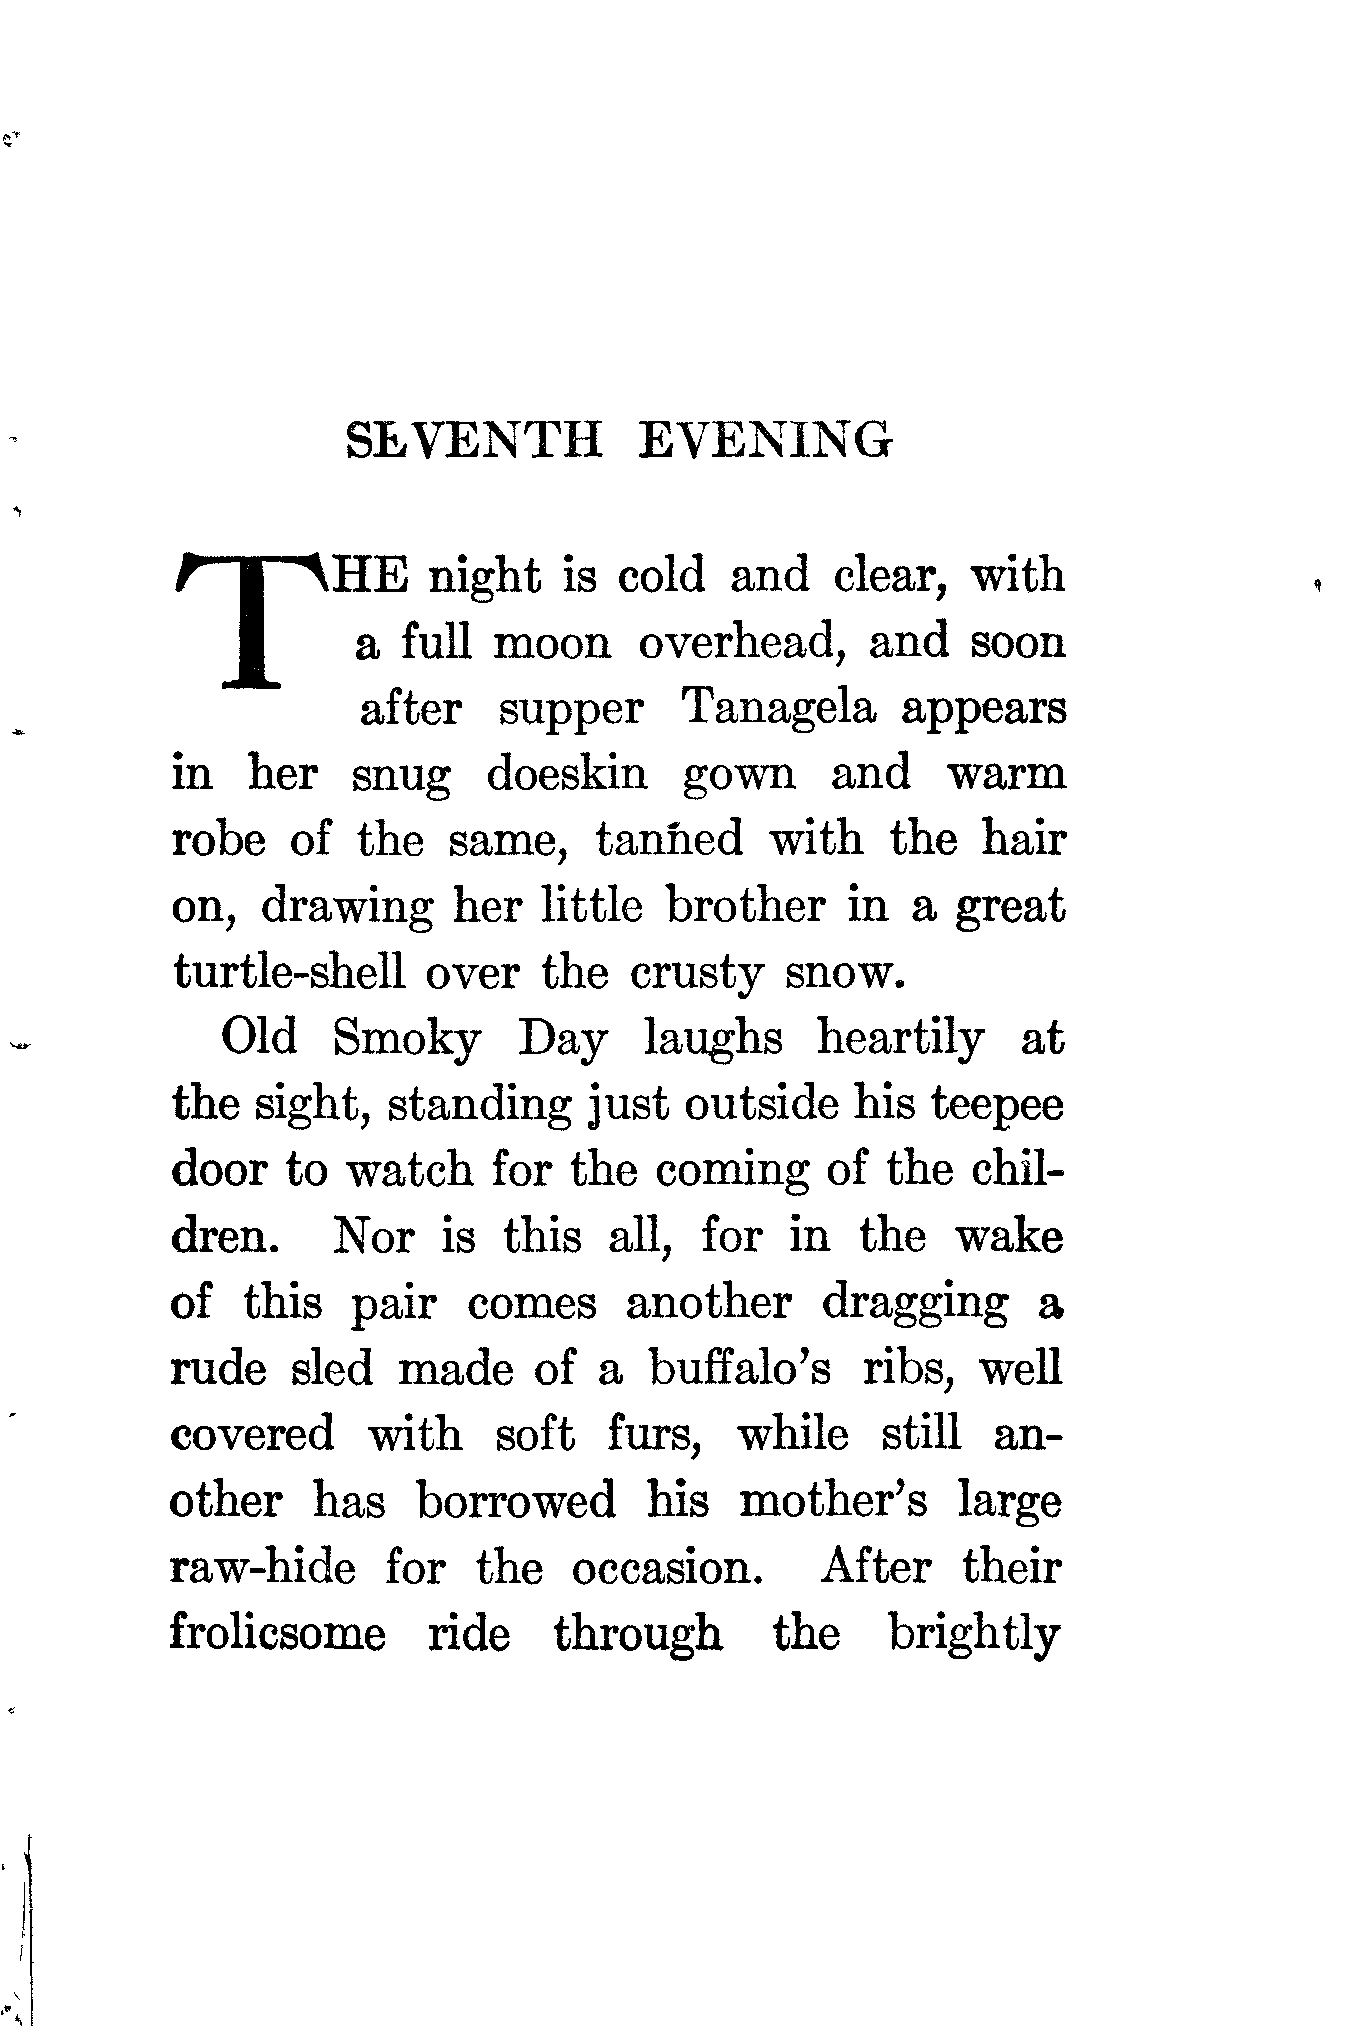 SEVENTH EVENING
THE night is cold and clear, with
a full moon overhead, and soon
after supper Tanagela appears
in her snug doeskin gown and warm
robe of the same, tanned with the hair
on, drawing her little brother in a great
turtle-shell over the crusty snow.
Old Smoky Day laughs heartily at
the sight, standing just outside his teepee
door to watch for the coming of the chil-
dren. Nor is this all, for in the wake
of this pair comes another dragging a
rude sled made of a buffalo's ribs, well
covered with soft furs, while still an-
other has borrowed his mother's large
raw-hide for the occasion. After their
frolicsome ride through the brightly